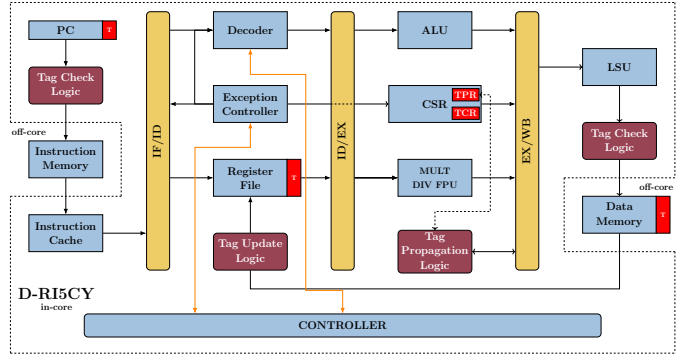 PC
T
Tag Check
Logic
off-core
Instruction
Memory
Instruction
Cache
D-RI5CY
in-core
IF/ID
Decoder
Exception
Controller
Register
File
T
Tag Update
Logic
ID/EX
ALU
CSR
TPR
TCR
MULT
DIV FPU
Tag
Propagation
Logic
EX/WB
LSU
Tag Check
Logic
off-core
Data
Memory
T
CONTROLLER